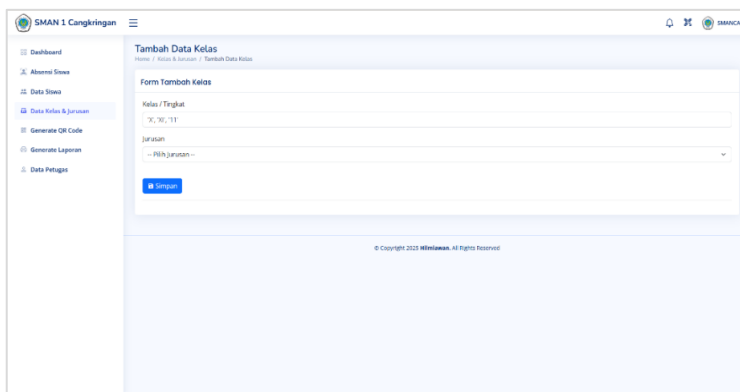 SMAN 1 Cangkringan
SMANCA
Dashboard
Absensi Siswa
Data Siswa
Data Kelas & Jurusan
Generate QR Code
Generate Laporan
Data Petugas
Tambah Data Kelas
Home / Kelas & Jurusan / Tambah Data Kelas
Form Tambah Kelas
Kelas / Tingkat
'X', 'XI', '11'
Jurusan
-- Pilih Jurusan --
Simpan
© Copyright 2025 Hilmiawan. All Rights Reserved